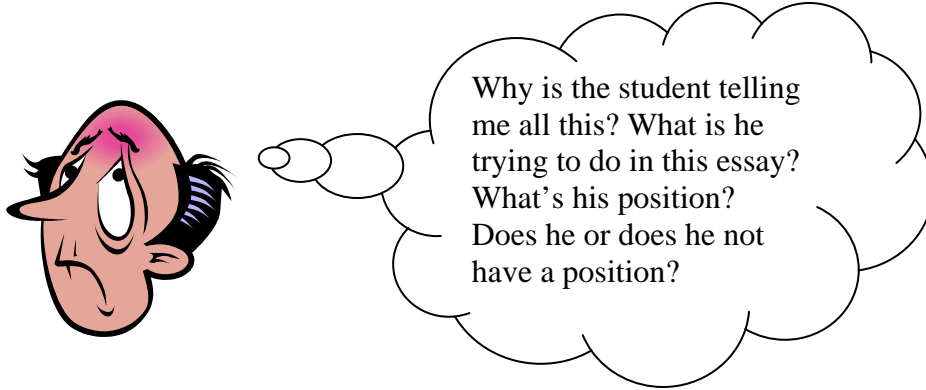 Why is the student telling
me all this? What is he
trying to do in this essay?
What’s his position?
Does he or does he not
have a position?